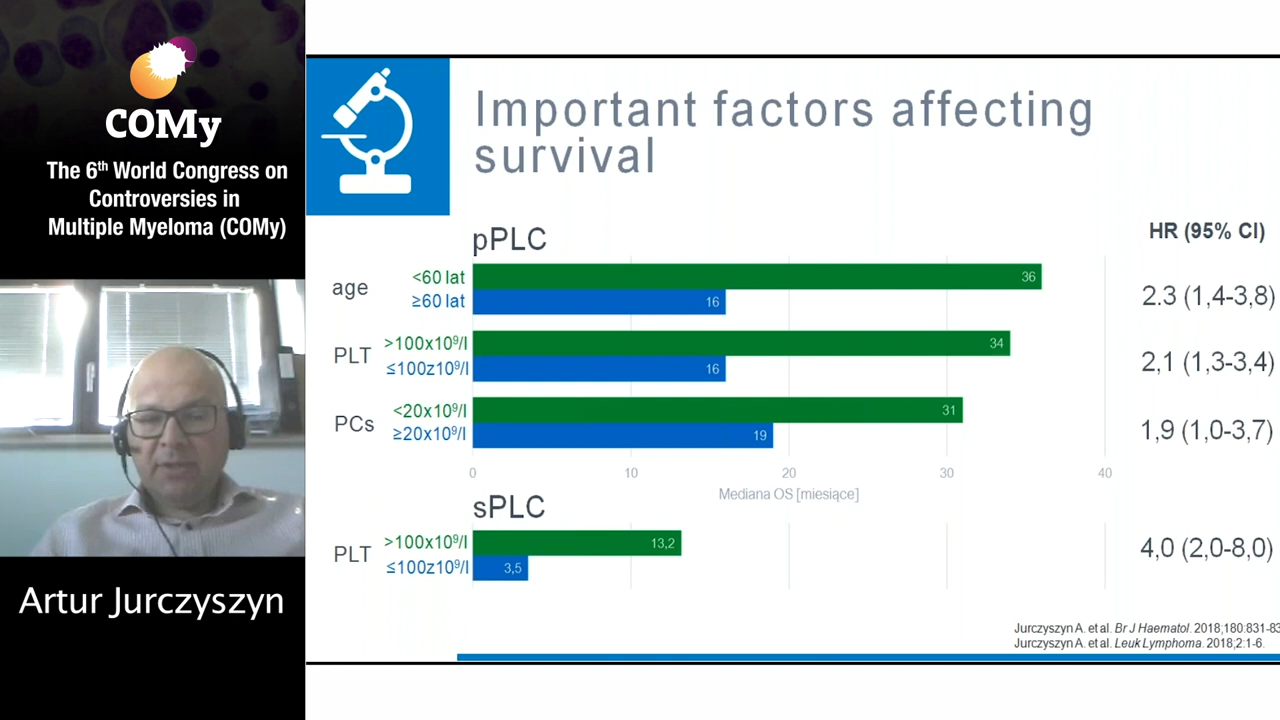 COMy
The 6th World Congress on
Controversies in
Multiple Myeloma (COMy)
Artur Jurczyszyn
Important factors affecting
survival
pPLC
HR (95% CI)
age
<60 lat
36
≥60 lat
16
2.3 (1,4-3,8)
PLT
>100x10⁹/l
34
≤100z10⁹/l
16
2,1 (1,3-3,4)
PCs
<20x10⁹/l
31
≥20x10⁹/l
19
1,9 (1,0-3,7)
0 10 20 30 40
Mediana OS [miesiące]
sPLC
PLT
>100x10⁹/l
13,2
≤100z10⁹/l
3,5
4,0 (2,0-8,0)
Jurczyszyn A. et al. Br J Haematol. 2018;180:831-83
Jurczyszyn A. et al. Leuk Lymphoma. 2018;2:1-6.